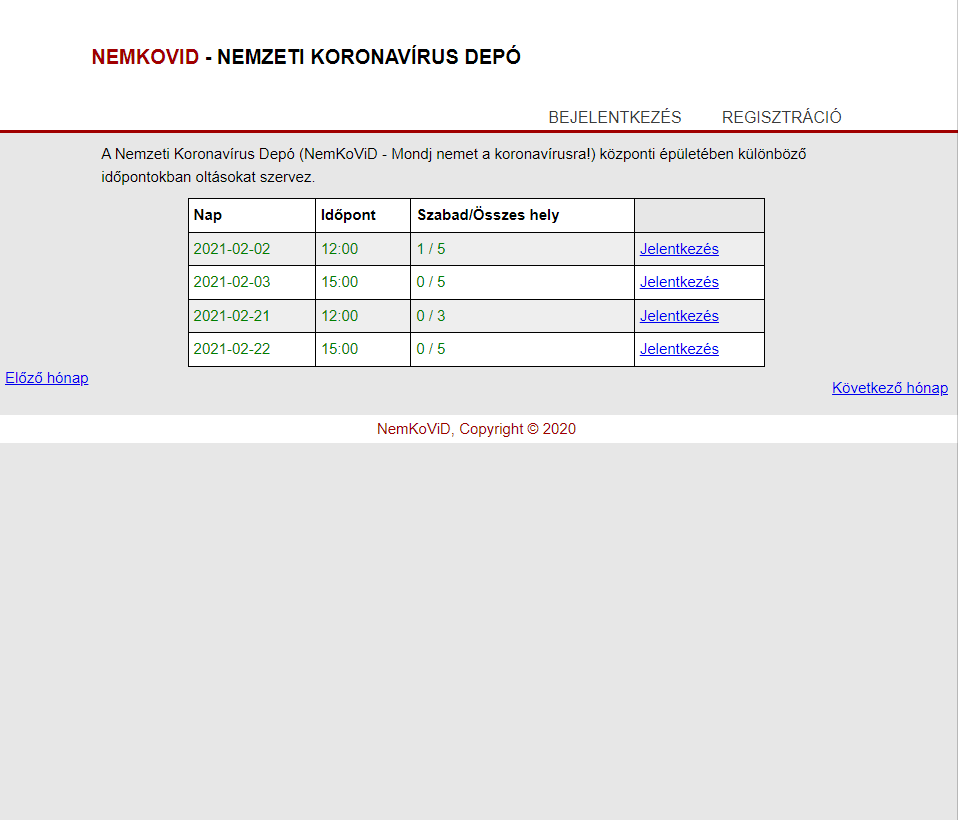 NEMKOVID - NEMZETI KORONAVÍRUS DEPÓ
BEJELENTKEZÉS REGISZTRÁCIÓ
A Nemzeti Koronavírus Depó (NemKoViD - Mondj nemet a koronavírusra!) központi épületében különböző
időpontokban oltásokat szervez.
Nap Időpont Szabad/Összes hely
2021-02-02 12:00 1 / 5 Jelentkezés
2021-02-03 15:00 0 / 5 Jelentkezés
2021-02-21 12:00 0 / 3 Jelentkezés
2021-02-22 15:00 0 / 5 Jelentkezés
Előző hónap
Következő hónap
NemKoViD, Copyright © 2020